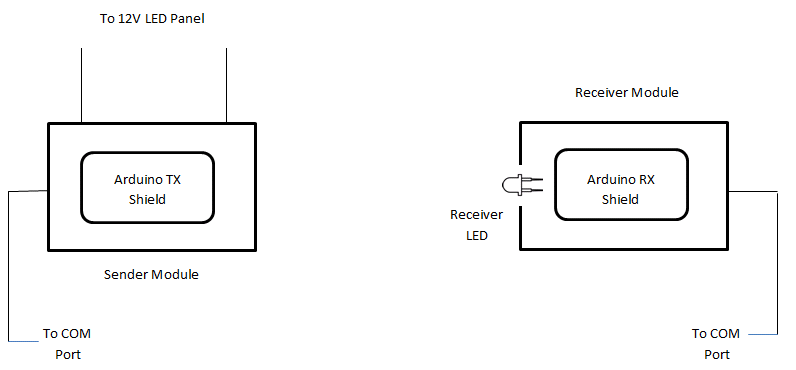 To 12V LED Panel
Receiver Module
Arduino TX
Shield
Arduino RX
Shield
Receiver
LED
Sender Module
To COM
Port
To COM
Port